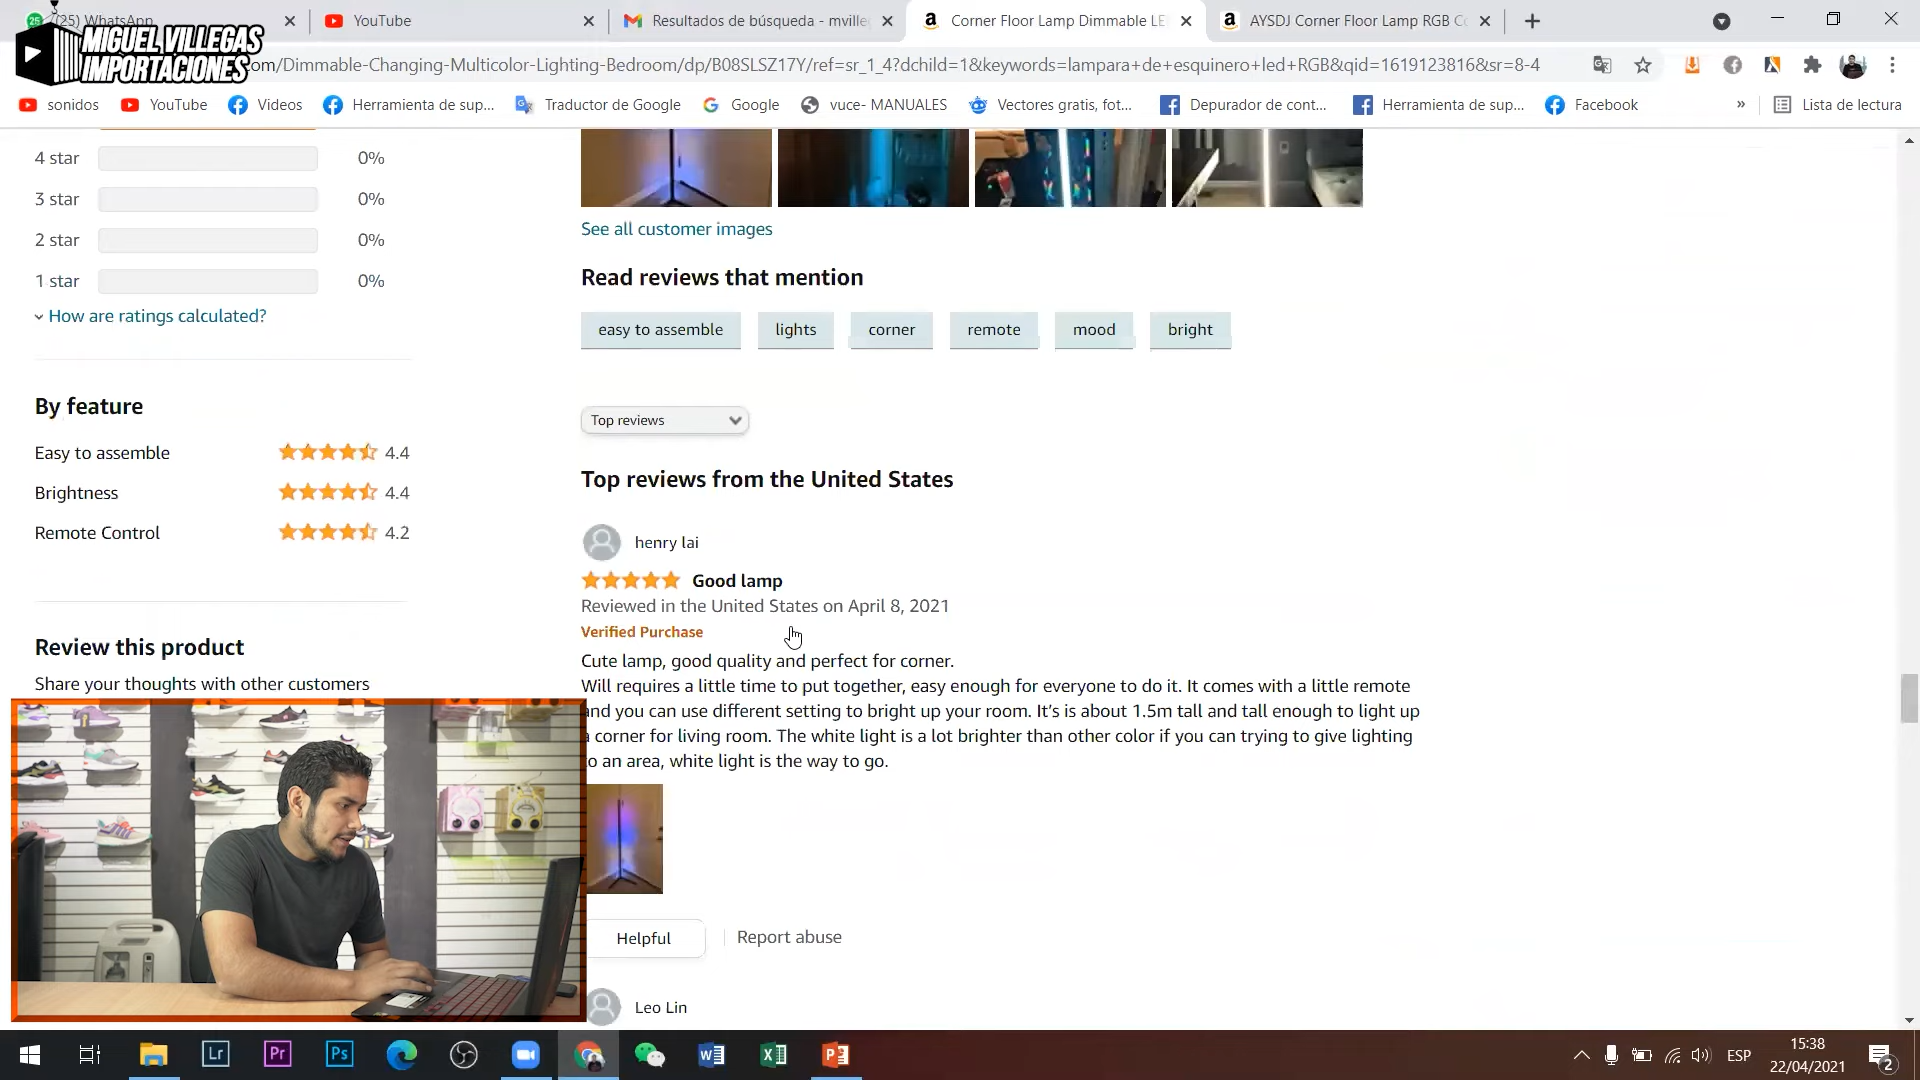 (25) WhatsApp
YouTube
Resultados de búsqueda - mville
Corner Floor Lamp Dimmable LE
AYSDJ Corner Floor Lamp RGB Co
MIGUEL VILLEGAS
IMPORTACIONES
om/Dimmable-Changing-Multicolor-Lighting-Bedroom/dp/B08SLSZ17Y/ref=sr_1_4?dchild=1&keywords=lampara+de+esquinero+led+RGB&qid=1619123816&sr=8-4
sonidos
YouTube
Videos
Herramienta de sup...
Traductor de Google
Google
vuce- MANUALES
Vectores gratis, fot...
Depurador de cont...
Herramienta de sup...
Facebook
»
Lista de lectura
4 star 0%
3 star 0%
2 star 0%
1 star 0%
How are ratings calculated?
By feature
Easy to assemble 4.4
Brightness 4.4
Remote Control 4.2
Review this product
Share your thoughts with other customers
See all customer images
Read reviews that mention
easy to assemble lights corner remote mood bright
Top reviews
Top reviews from the United States
henry lai
Good lamp
Reviewed in the United States on April 8, 2021
Verified Purchase
Cute lamp, good quality and perfect for corner.
Will requires a little time to put together, easy enough for everyone to do it. It comes with a little remote
and you can use different setting to bright up your room. It's is about 1.5m tall and tall enough to light up
a corner for living room. The white light is a lot brighter than other color if you can trying to give lighting
to an area, white light is the way to go.
Helpful
Report abuse
Leo Lin
Lr
Pr
Ps
ESP
15:38
22/04/2021
2